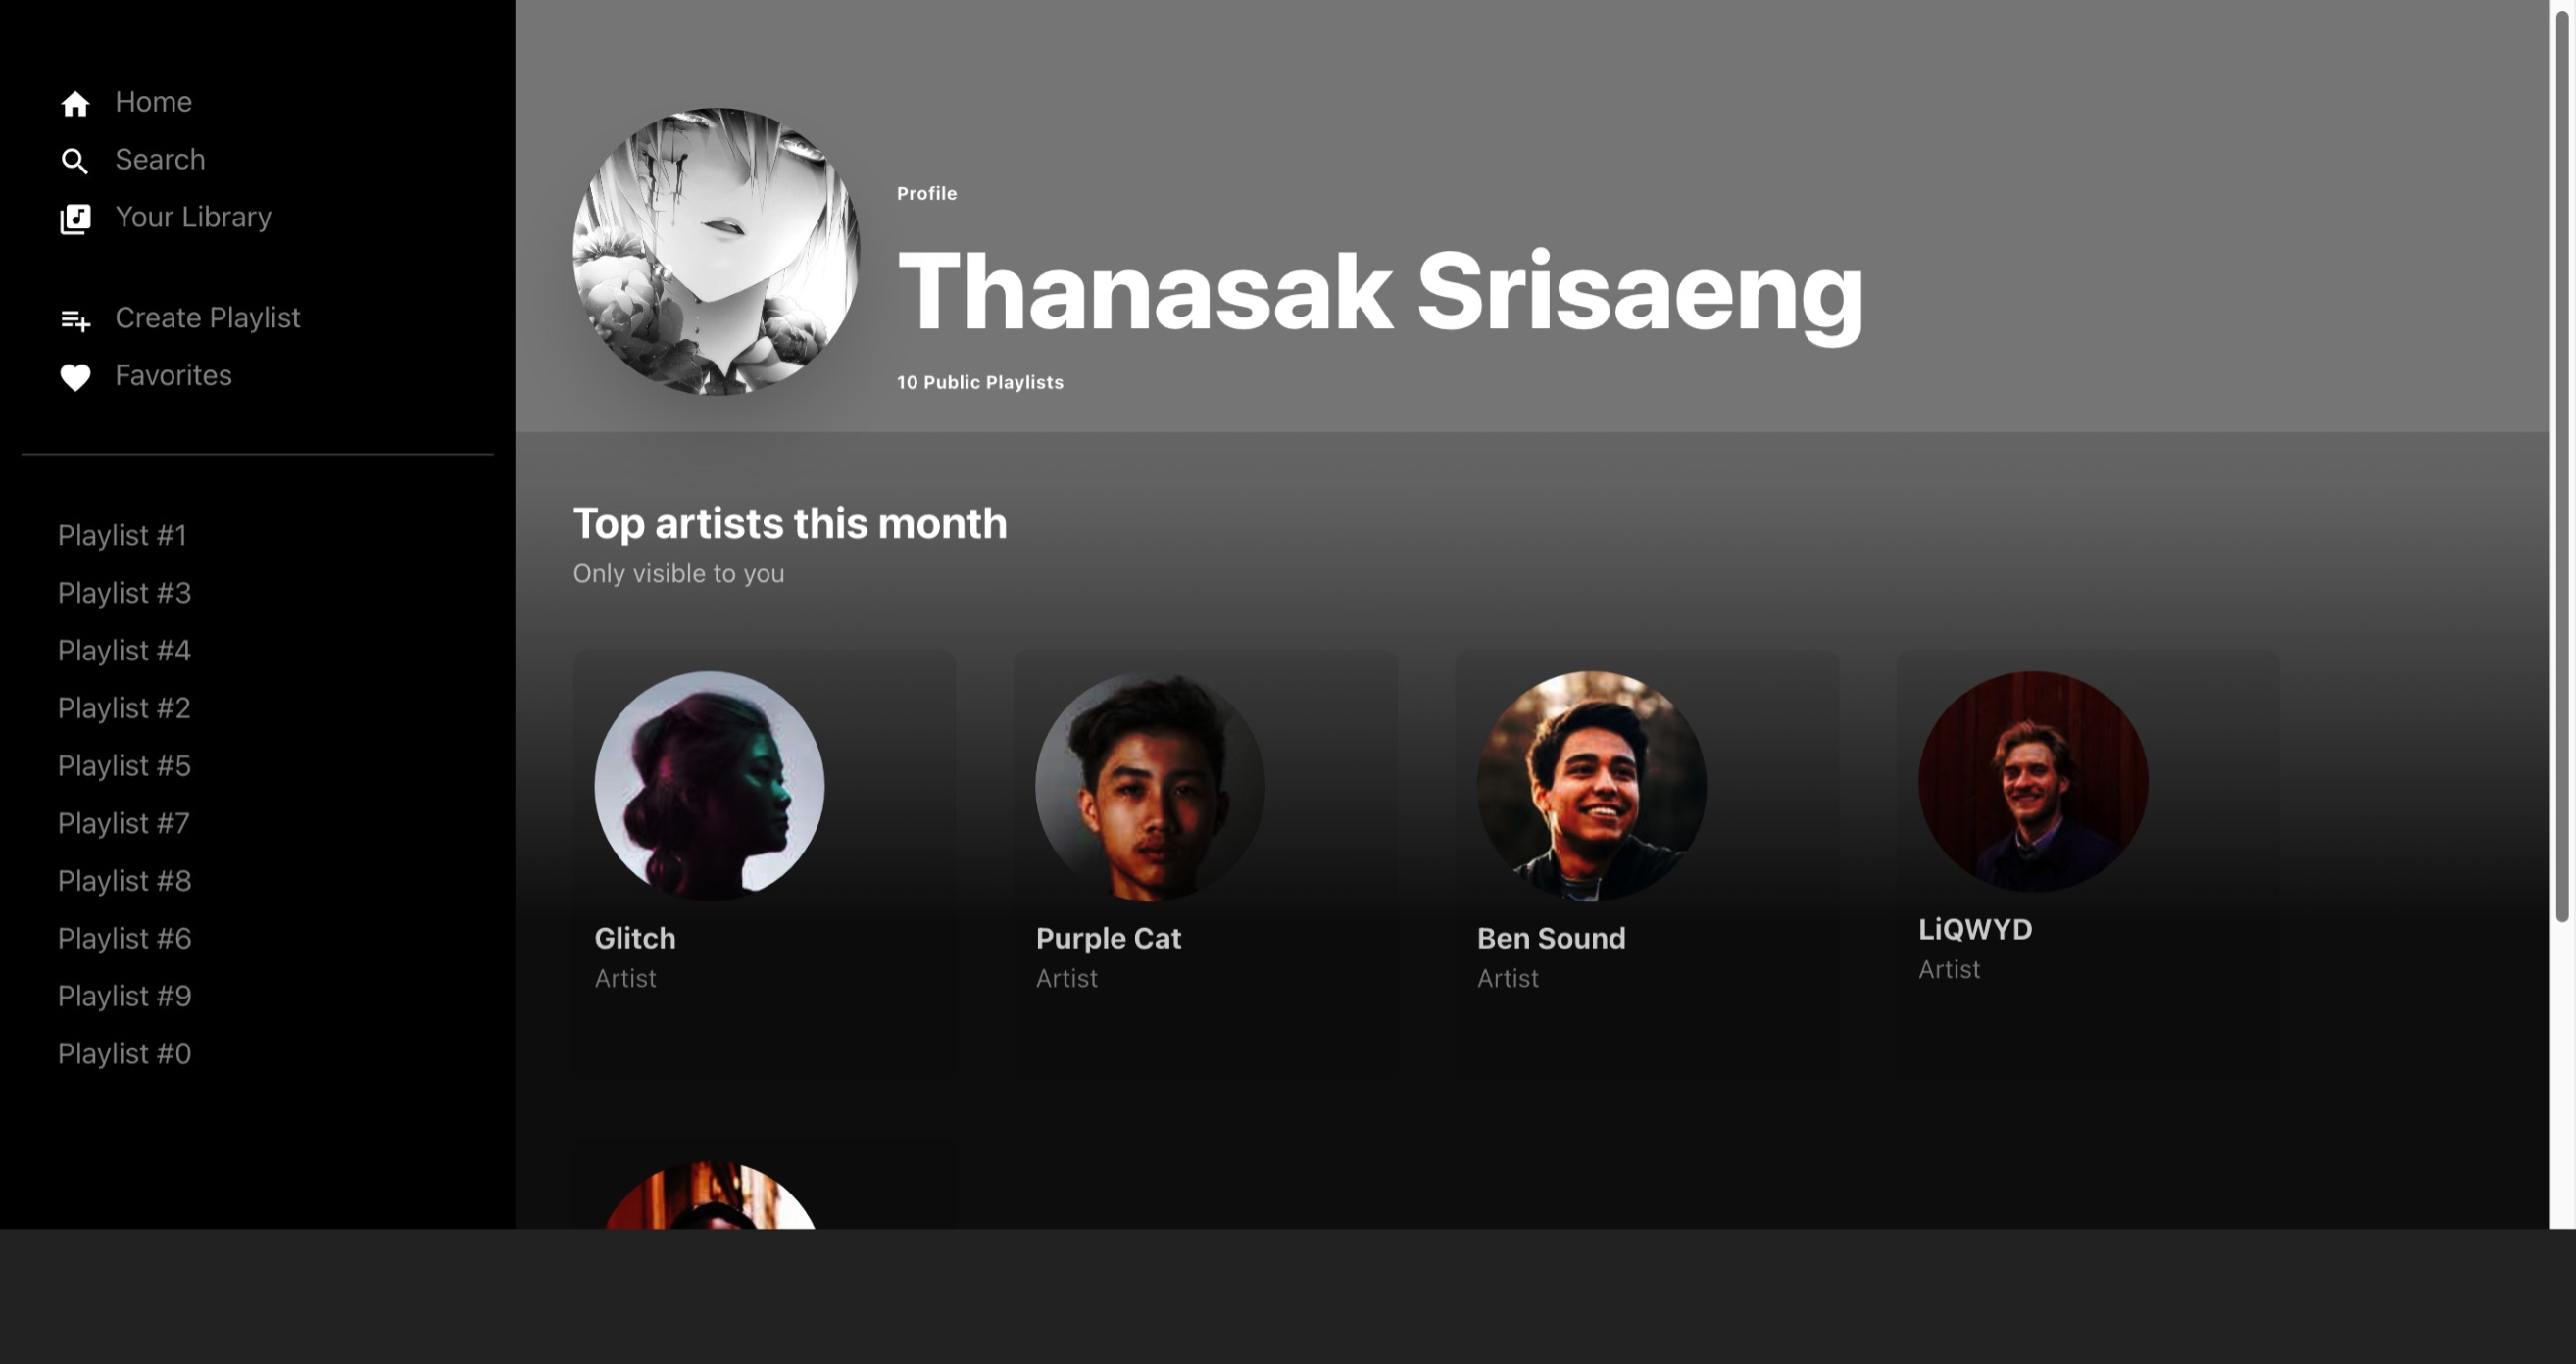 Home
Search
Your Library
Create Playlist
Favorites
Playlist #1
Playlist #3
Playlist #4
Playlist #2
Playlist #5
Playlist #7
Playlist #8
Playlist #6
Playlist #9
Playlist #0
Profile
Thanasak Srisaeng
10 Public Playlists
Top artists this month
Only visible to you
Glitch
Artist
Purple Cat
Artist
Ben Sound
Artist
LiQWYD
Artist